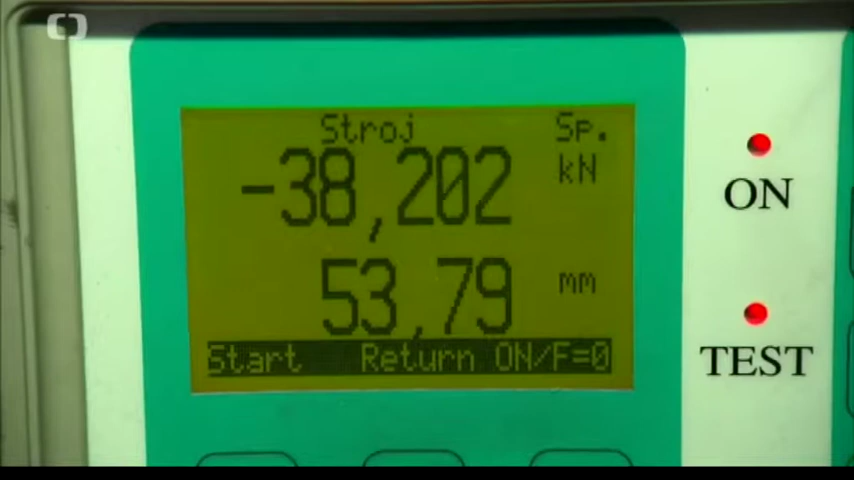 Stroj Sp.
-38,202 kN
53,79 mm
Start Return ON/F=0
ON
TEST